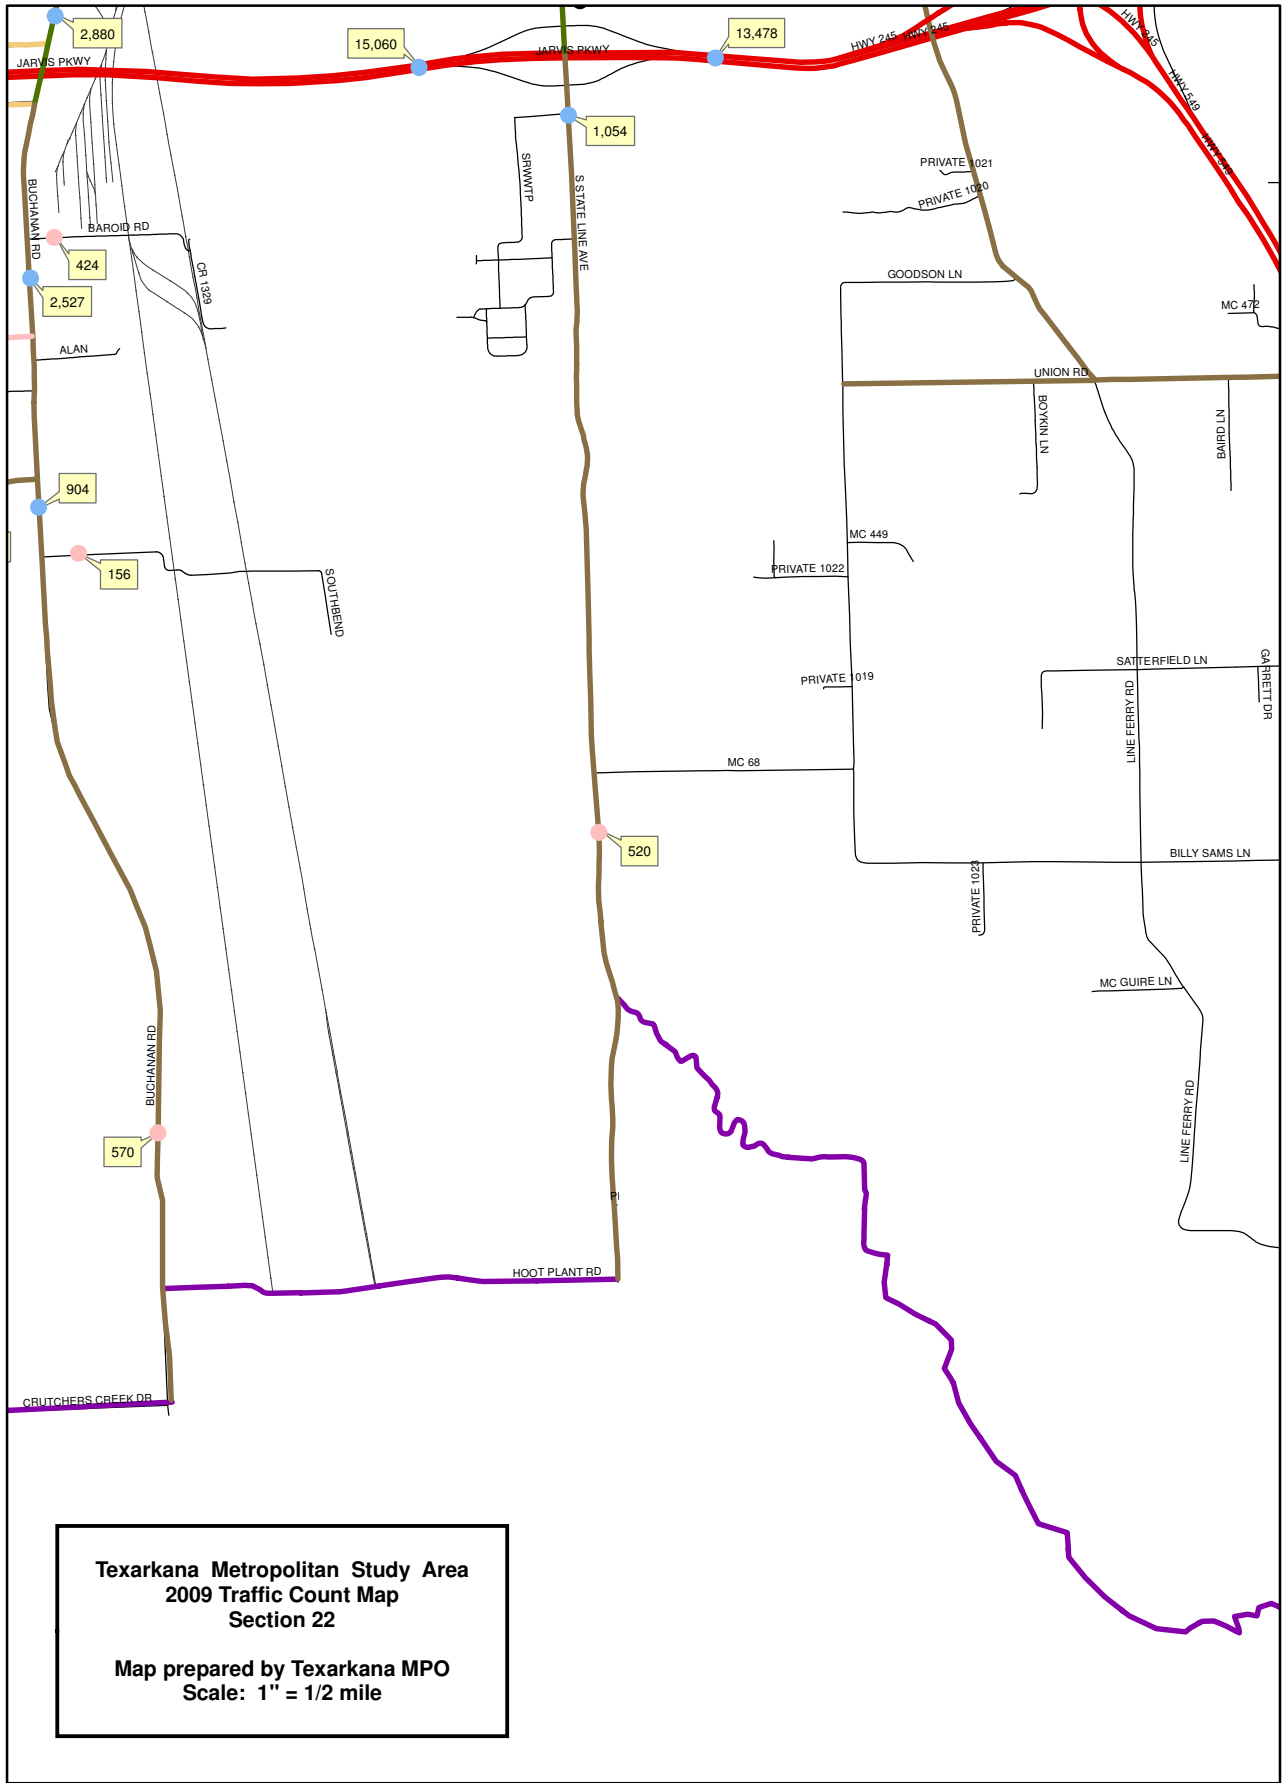 2,880
15,060
13,478
JARVIS PKWY
JARVIS PKWY
HWY 245
HWY 245
HWY 245
HWY 549
HWY 549
1,054
SRWWTP
S STATE LINE AVE
PRIVATE 1021
PRIVATE 1020
BUCHANAN RD
BAROID RD
424
CR 1329
2,527
GOODSON LN
MC 472
ALAN
UNION RD
BOYKIN LN
BAIRD LN
904
MC 449
156
PRIVATE 1022
SOUTHBEND
SATTERFIELD LN
GARRETT DR
PRIVATE 1019
LINE FERRY RD
MC 68
520
BILLY SAMS LN
PRIVATE 1023
MC GUIRE LN
BUCHANAN RD
LINE FERRY RD
570
PI
HOOT PLANT RD
CRUTCHERS CREEK DR
Texarkana Metropolitan Study Area
2009 Traffic Count Map
Section 22
Map prepared by Texarkana MPO
Scale: 1" = 1/2 mile